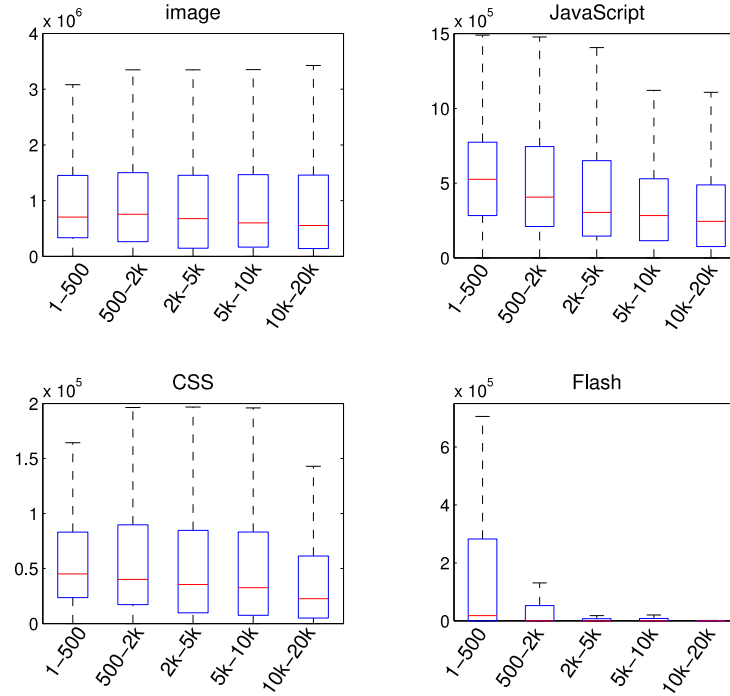 image
x 10^6
4
3
2
1
0
1-500
500-2k
2k-5k
5k-10k
10k-20k
JavaScript
x 10^5
15
10
5
0
1-500
500-2k
2k-5k
5k-10k
10k-20k
CSS
x 10^5
2
1.5
1
0.5
0
1-500
500-2k
2k-5k
5k-10k
10k-20k
Flash
x 10^5
6
4
2
0
1-500
500-2k
2k-5k
5k-10k
10k-20k